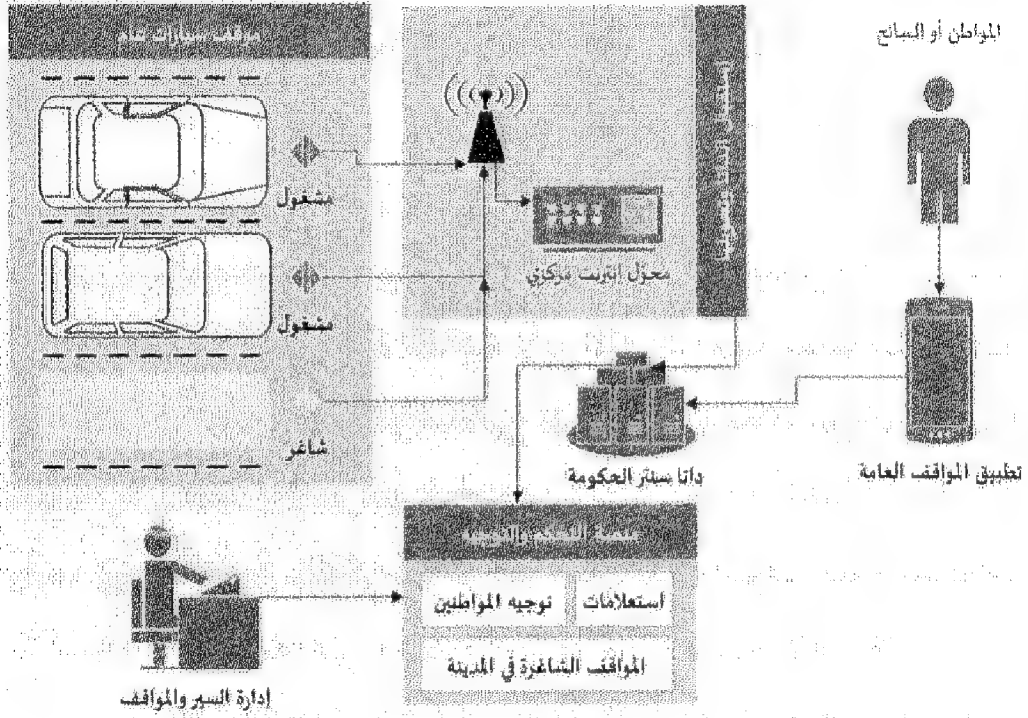 المواطن أو السائح
موقف سيارات عام
مشغول
محول إنترنت مركزي
مشغول
شاغر
داتا سنتر الحكومة
تطبيق المواقف العامة
منصة التحكم والتوجيه
استعلامات
توجيه المواطنين
المواقف الشاغرة في المدينة
إدارة السير والمواقف